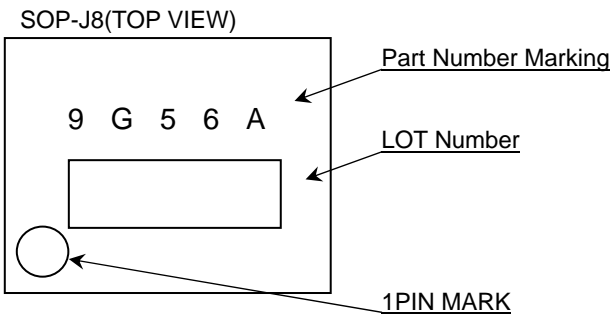 SOP-J8(TOP VIEW)
Part Number Marking
9 G 5 6 A
LOT Number
1PIN MARK